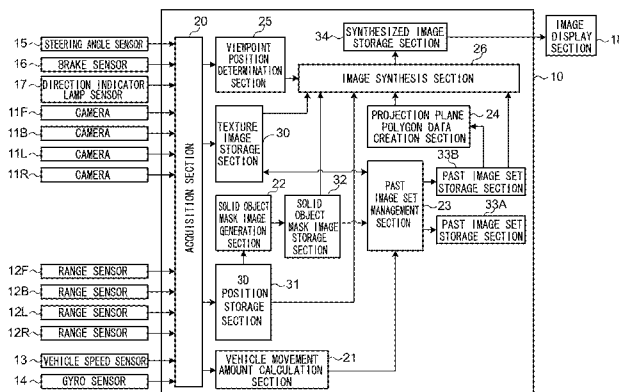 20
25
34
SYNTHESIZED IMAGE STORAGE SECTION
IMAGE DISPLAY SECTION
18
15
STEERING ANGLE SENSOR
16
BRAKE SENSOR
17
DIRECTION INDICATOR LAMP SENSOR
11F
CAMERA
11B
CAMERA
11L
CAMERA
11R
CAMERA
12F
RANGE SENSOR
12B
RANGE SENSOR
12L
RANGE SENSOR
12R
RANGE SENSOR
13
VEHICLE SPEED SENSOR
14
GYRO SENSOR
ACQUISITION SECTION
VIEWPOINT POSITION DETERMINATION SECTION
26
IMAGE SYNTHESIS SECTION
10
TEXTURE IMAGE STORAGE SECTION
30
PROJECTION PLANE POLYGON DATA CREATION SECTION
24
22
SOLID OBJECT MASK IMAGE GENERATION SECTION
32
SOLID OBJECT MASK IMAGE STORAGE SECTION
PAST IMAGE SET MANAGEMENT SECTION
23
33B
PAST IMAGE SET STORAGE SECTION
33A
PAST IMAGE SET STORAGE SECTION
3D POSITION STORAGE SECTION
31
VEHICLE MOVEMENT AMOUNT CALCULATION SECTION
21